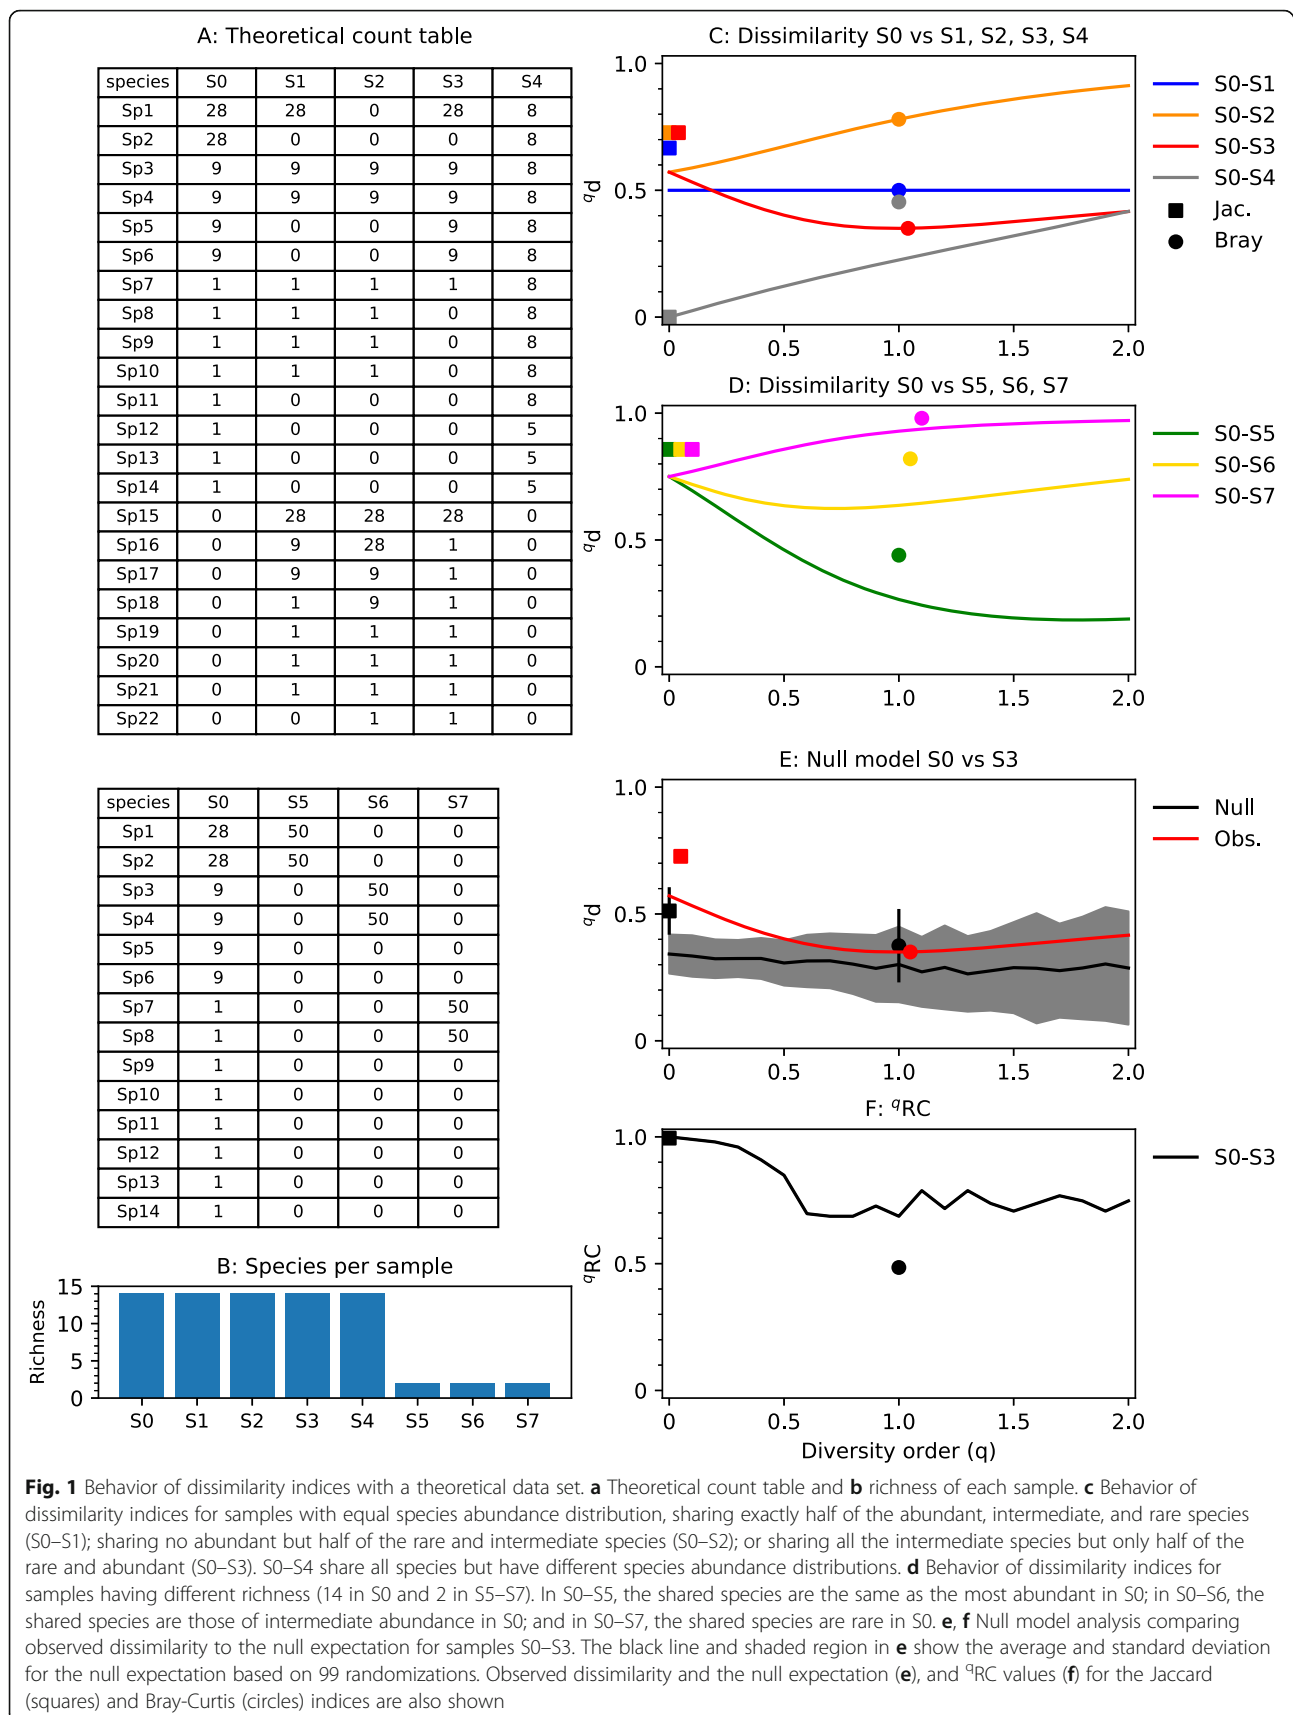 A: Theoretical count table
species S0 S1 S2 S3 S4
Sp1 28 28 0 28 8
Sp2 28 0 0 0 8
Sp3 9 9 9 9 8
Sp4 9 9 9 9 8
Sp5 9 0 0 9 8
Sp6 9 0 0 9 8
Sp7 1 1 1 1 8
Sp8 1 1 1 0 8
Sp9 1 1 1 0 8
Sp10 1 1 1 0 8
Sp11 1 0 0 0 8
Sp12 1 0 0 0 5
Sp13 1 0 0 0 5
Sp14 1 0 0 0 5
Sp15 0 28 28 28 0
Sp16 0 9 28 1 0
Sp17 0 9 9 1 0
Sp18 0 1 9 1 0
Sp19 0 1 1 1 0
Sp20 0 1 1 1 0
Sp21 0 1 1 1 0
Sp22 0 0 1 1 0
species S0 S5 S6 S7
Sp1 28 50 0 0
Sp2 28 50 0 0
Sp3 9 0 50 0
Sp4 9 0 50 0
Sp5 9 0 0 0
Sp6 9 0 0 0
Sp7 1 0 0 50
Sp8 1 0 0 50
Sp9 1 0 0 0
Sp10 1 0 0 0
Sp11 1 0 0 0
Sp12 1 0 0 0
Sp13 1 0 0 0
Sp14 1 0 0 0
B: Species per sample
Richness
15
10
5
0
S0 S1 S2 S3 S4 S5 S6 S7
C: Dissimilarity S0 vs S1, S2, S3, S4
qd
1.0
0.5
0
0 0.5 1.0 1.5 2.0
S0-S1
S0-S2
S0-S3
S0-S4
Jac.
Bray
D: Dissimilarity S0 vs S5, S6, S7
qd
1.0
0.5
0
0 0.5 1.0 1.5 2.0
S0-S5
S0-S6
S0-S7
E: Null model S0 vs S3
qd
1.0
0.5
0
0 0.5 1.0 1.5 2.0
Null
Obs.
F: qRC
qRC
1.0
0.5
0
0 0.5 1.0 1.5 2.0
Diversity order (q)
S0-S3
Fig. 1 Behavior of dissimilarity indices with a theoretical data set. a Theoretical count table and b richness of each sample. c Behavior of
dissimilarity indices for samples with equal species abundance distribution, sharing exactly half of the abundant, intermediate, and rare species
(S0–S1); sharing no abundant but half of the rare and intermediate species (S0–S2); or sharing all the intermediate species but only half of the
rare and abundant (S0–S3). S0–S4 share all species but have different species abundance distributions. d Behavior of dissimilarity indices for
samples having different richness (14 in S0 and 2 in S5–S7). In S0–S5, the shared species are the same as the most abundant in S0; in S0–S6, the
shared species are those of intermediate abundance in S0; and in S0–S7, the shared species are rare in S0. e, f Null model analysis comparing
observed dissimilarity to the null expectation for samples S0–S3. The black line and shaded region in e show the average and standard deviation
for the null expectation based on 99 randomizations. Observed dissimilarity and the null expectation (e), and qRC values (f) for the Jaccard
(squares) and Bray-Curtis (circles) indices are also shown